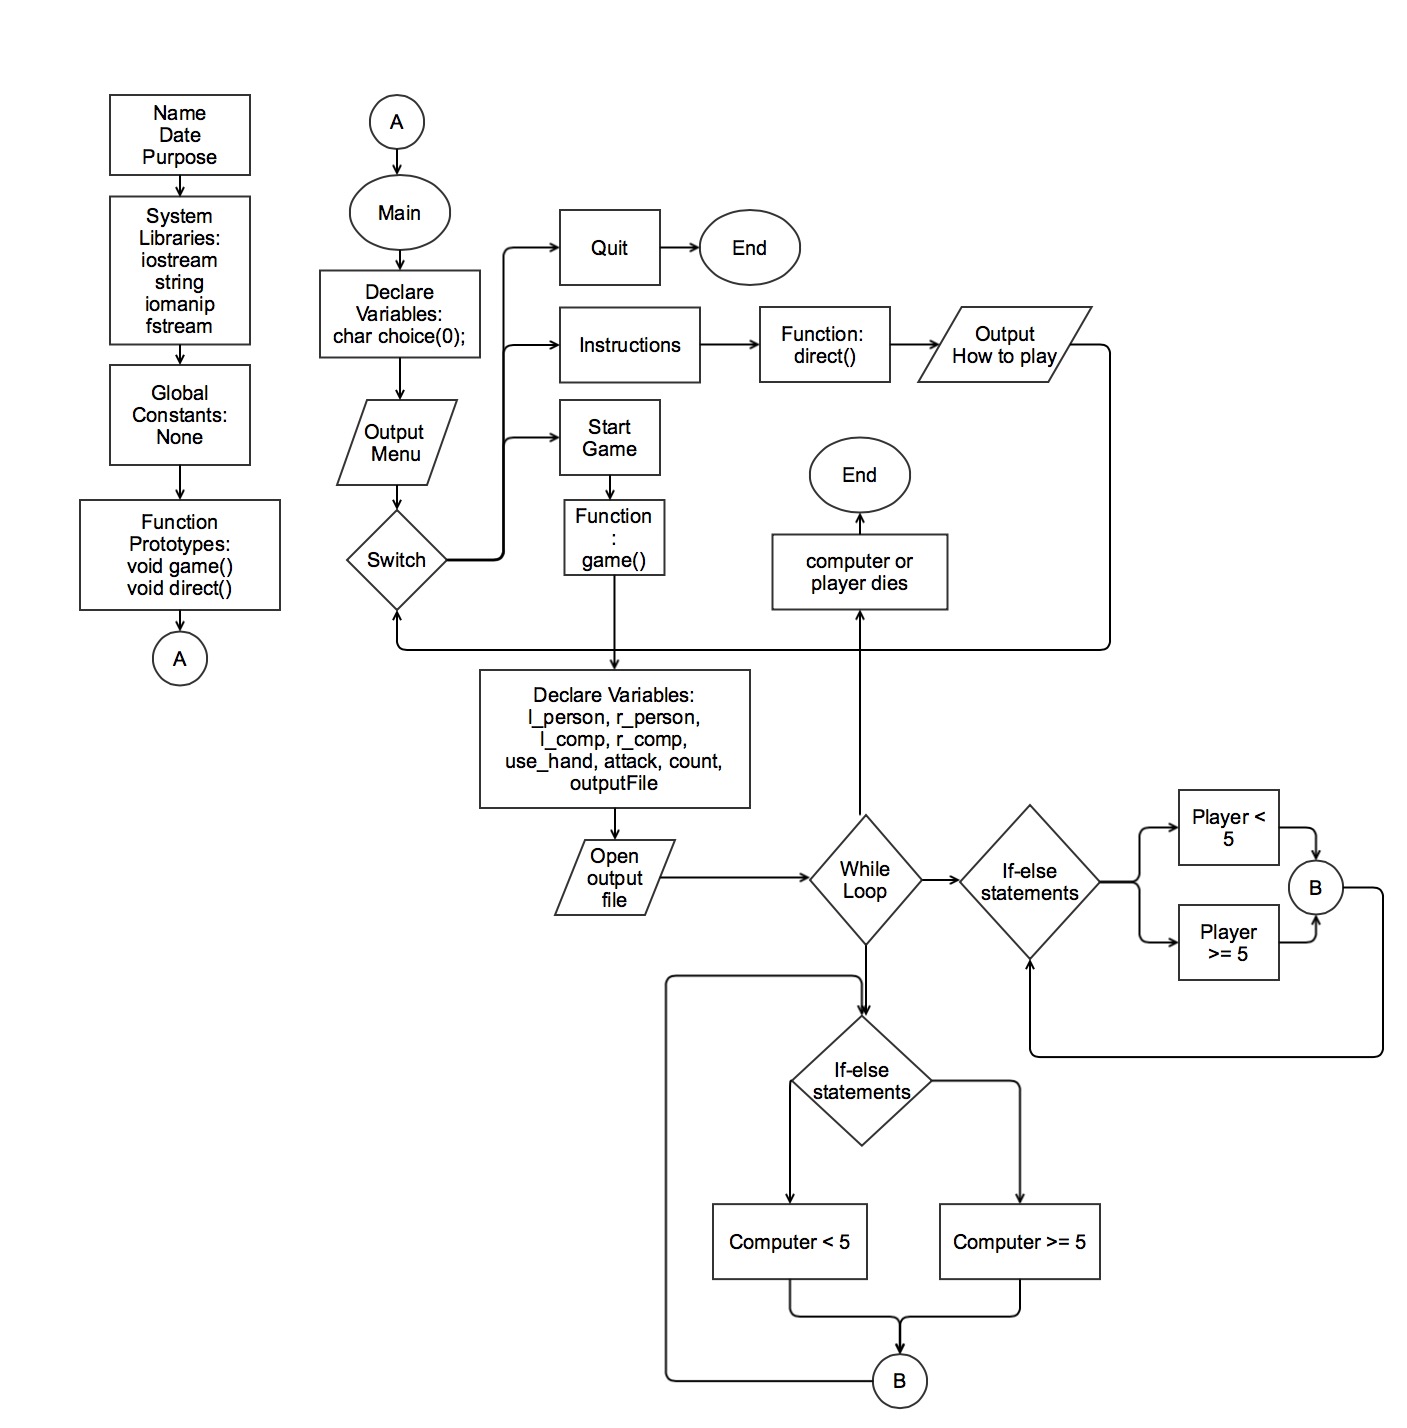 Name
Date
Purpose
System
Libraries:
iostream
string
iomanip
fstream
Global
Constants:
None
Function
Prototypes:
void game()
void direct()
A
A
Main
Declare
Variables:
char choice(0);
Output
Menu
Switch
Quit
End
Instructions
Function:
direct()
Output
How to play
Start
Game
Function
:
game()
End
computer or
player dies
Declare Variables:
l_person, r_person,
l_comp, r_comp,
use_hand, attack, count,
outputFile
Open
output
file
While
Loop
If-else
statements
Player <
5
Player
>= 5
B
If-else
statements
Computer < 5
Computer >= 5
B